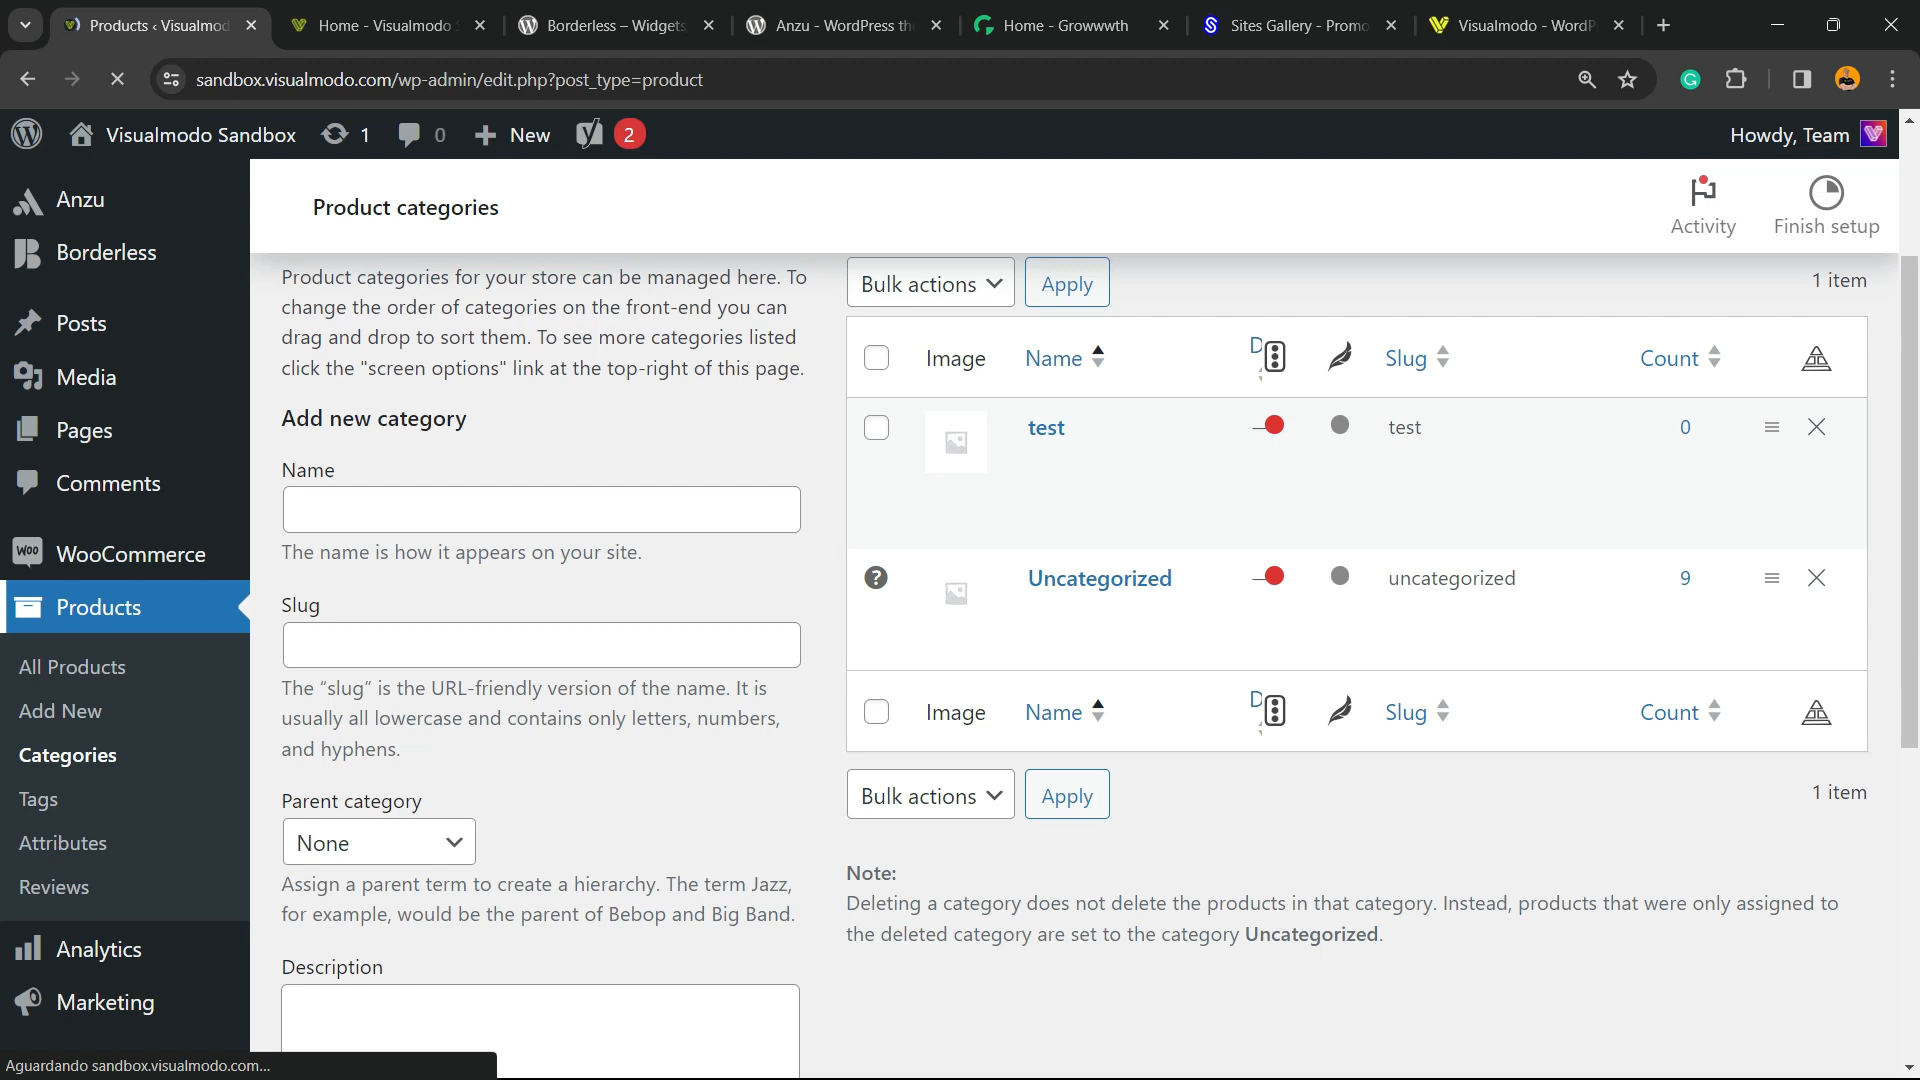 Products ‹ Visualmod
Home - Visualmodo
Borderless – Widgets
Anzu - WordPress th
Home - Growwwth
Sites Gallery - Promo
Visualmodo - WordP
sandbox.visualmodo.com/wp-admin/edit.php?post_type=product
Visualmodo Sandbox
1
0
New
2
Howdy, Team
Anzu
Borderless
Posts
Media
Pages
Comments
WooCommerce
Products
All Products
Add New
Categories
Tags
Attributes
Reviews
Analytics
Marketing
Product categories
Activity
Finish setup
Product categories for your store can be managed here. To
change the order of categories on the front-end you can
drag and drop to sort them. To see more categories listed
click the "screen options" link at the top-right of this page.
Add new category
Name
The name is how it appears on your site.
Slug
The “slug” is the URL-friendly version of the name. It is
usually all lowercase and contains only letters, numbers,
and hyphens.
Parent category
None
Assign a parent term to create a hierarchy. The term Jazz,
for example, would be the parent of Bebop and Big Band.
Description
Bulk actions
Apply
1 item
Image Name D Slug Count
test — test 0
? Uncategorized — uncategorized 9
Image Name D Slug Count
Bulk actions
Apply
1 item
Note:
Deleting a category does not delete the products in that category. Instead, products that were only assigned to
the deleted category are set to the category Uncategorized.
Aguardando sandbox.visualmodo.com...